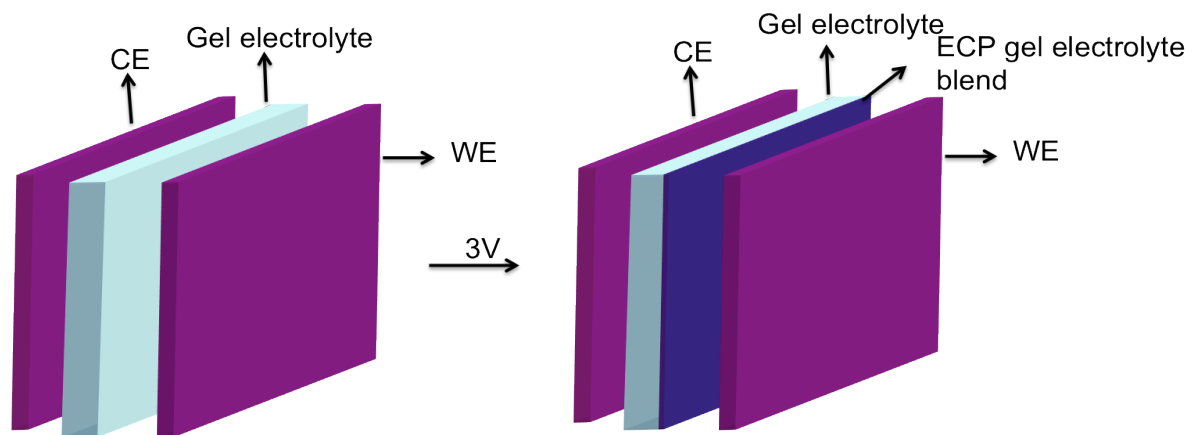 CE
Gel electrolyte
WE
3V
CE
Gel electrolyte
ECP gel electrolyte
blend
WE